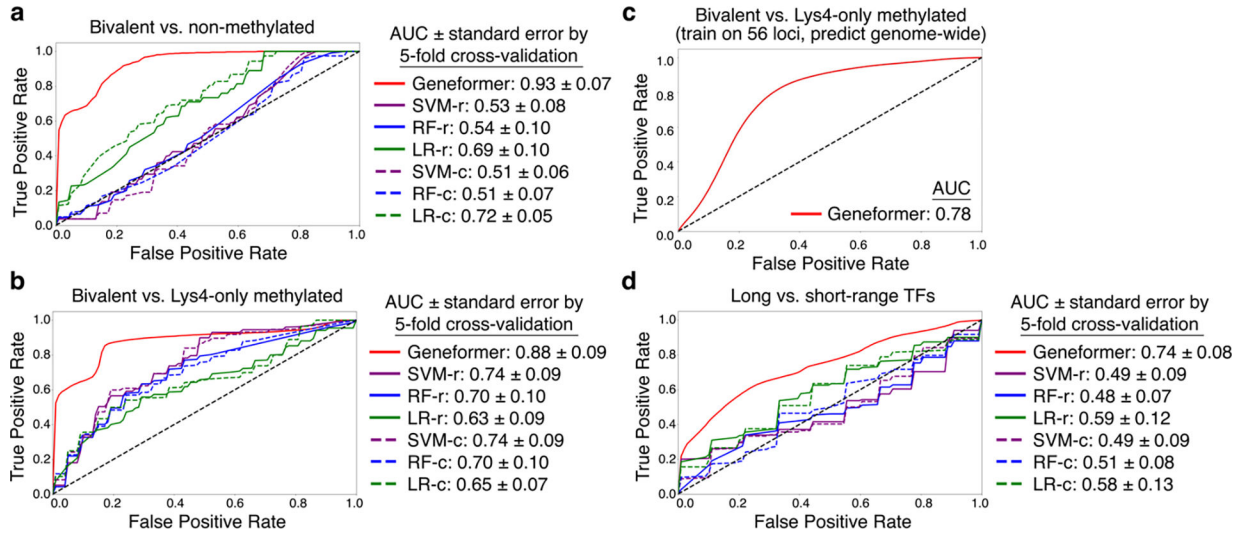 a
Bivalent vs. non-methylated
True Positive Rate
1.0
0.8
0.6
0.4
0.2
0.0
0.0 0.2 0.4 0.6 0.8 1.0
False Positive Rate
AUC ± standard error by
5-fold cross-validation
Geneformer: 0.93 ± 0.07
SVM-r: 0.53 ± 0.08
RF-r: 0.54 ± 0.10
LR-r: 0.69 ± 0.10
SVM-c: 0.51 ± 0.06
RF-c: 0.51 ± 0.07
LR-c: 0.72 ± 0.05
b
Bivalent vs. Lys4-only methylated
True Positive Rate
1.0
0.8
0.6
0.4
0.2
0.0
0.0 0.2 0.4 0.6 0.8 1.0
False Positive Rate
AUC ± standard error by
5-fold cross-validation
Geneformer: 0.88 ± 0.09
SVM-r: 0.74 ± 0.09
RF-r: 0.70 ± 0.10
LR-r: 0.63 ± 0.09
SVM-c: 0.74 ± 0.09
RF-c: 0.70 ± 0.10
LR-c: 0.65 ± 0.07
c
Bivalent vs. Lys4-only methylated
(train on 56 loci, predict genome-wide)
True Positive Rate
1.0
0.8
0.6
0.4
0.2
0.0
0.0 0.2 0.4 0.6 0.8 1.0
False Positive Rate
AUC
Geneformer: 0.78
d
Long vs. short-range TFs
True Positive Rate
1.0
0.8
0.6
0.4
0.2
0.0
0.0 0.2 0.4 0.6 0.8 1.0
False Positive Rate
AUC ± standard error by
5-fold cross-validation
Geneformer: 0.74 ± 0.08
SVM-r: 0.49 ± 0.09
RF-r: 0.48 ± 0.07
LR-r: 0.59 ± 0.12
SVM-c: 0.49 ± 0.09
RF-c: 0.51 ± 0.08
LR-c: 0.58 ± 0.13